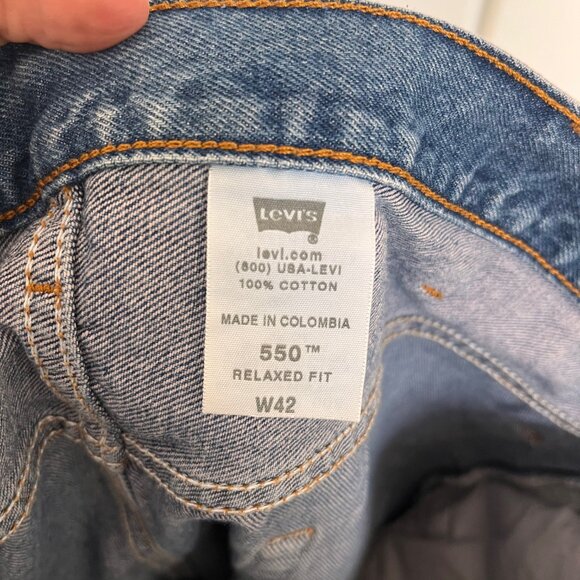 Levi's
®
levi.com
(800) USA-LEVI
100% COTTON
MADE IN COLOMBIA
550™
RELAXED FIT
W42